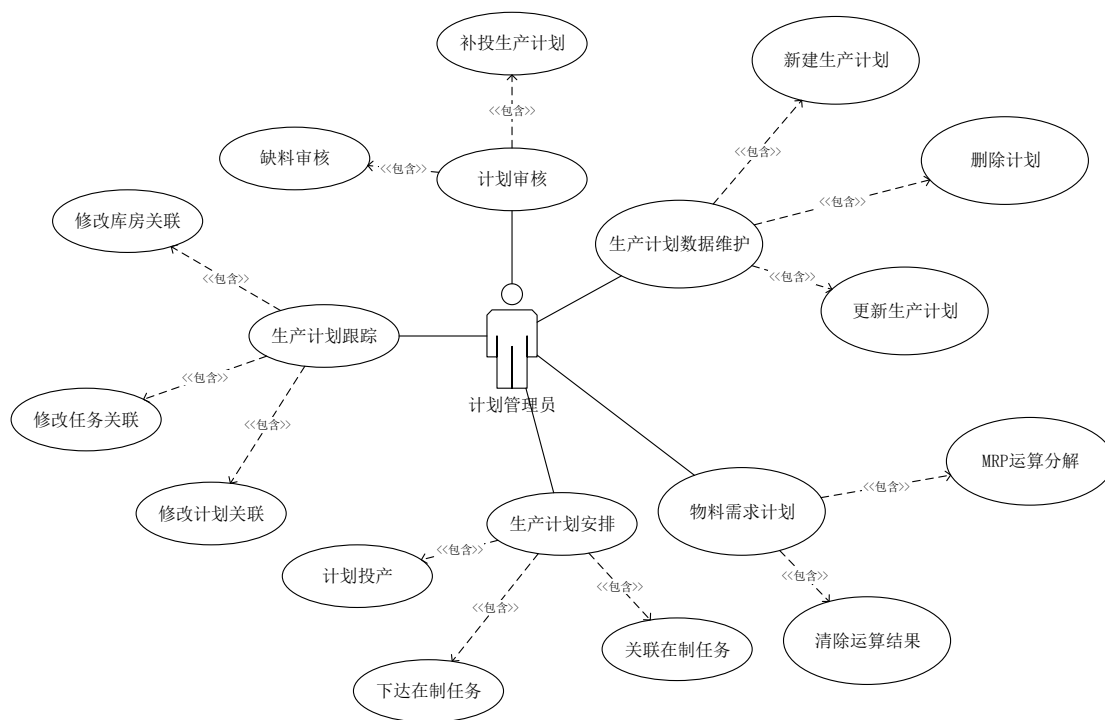 补投生产计划
新建生产计划
<<包含>>
<<包含>>
缺料审核
<<包含>>
计划审核
删除计划
<<包含>>
修改库房关联
生产计划数据维护
<<包含>>
<<包含>>
更新生产计划
生产计划跟踪
<<包含>>
计划管理员
修改任务关联
<<包含>>
MRP运算分解
<<包含>>
修改计划关联
物料需求计划
生产计划安排
<<包含>>
计划投产
<<包含>>
<<包含>>
<<包含>>
清除运算结果
关联在制任务
下达在制任务